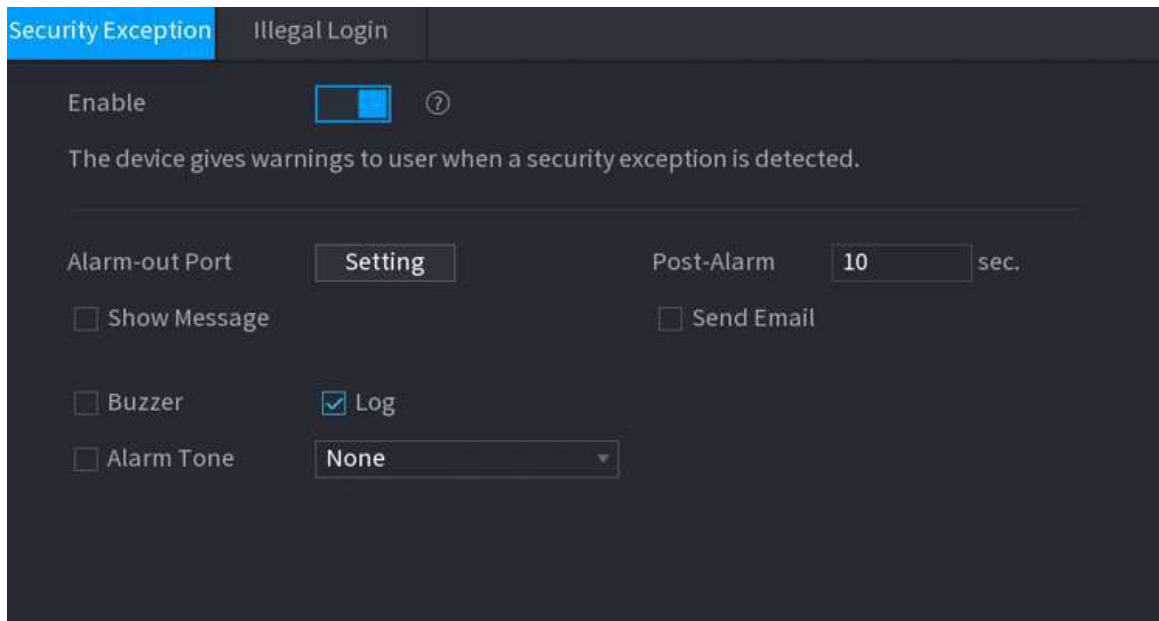 Security Exception Illegal Login
Enable ?
The device gives warnings to user when a security exception is detected.
Alarm-out Port Setting Post-Alarm 10 sec.
Show Message Send Email
Buzzer Log
Alarm Tone None